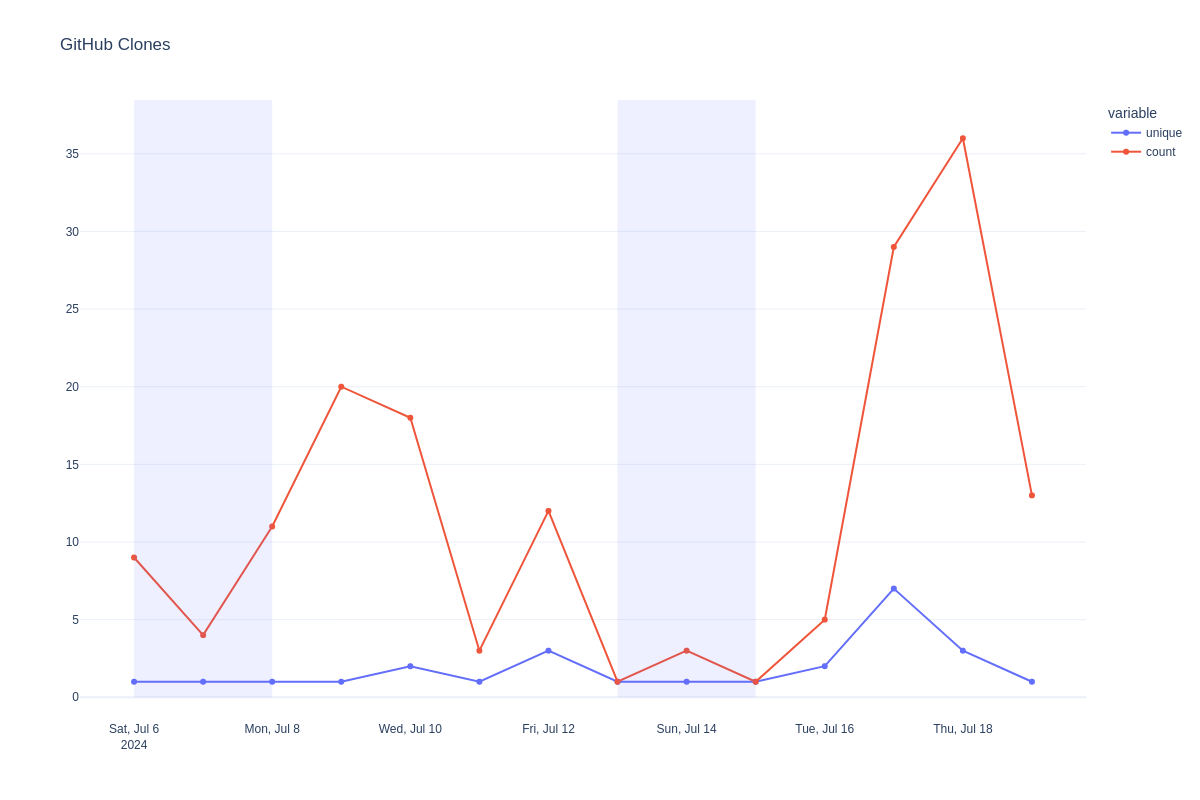 GitHub Clones
variable
unique
count
35
30
25
20
15
10
5
0
Sat, Jul 6
2024
Mon, Jul 8
Wed, Jul 10
Fri, Jul 12
Sun, Jul 14
Tue, Jul 16
Thu, Jul 18